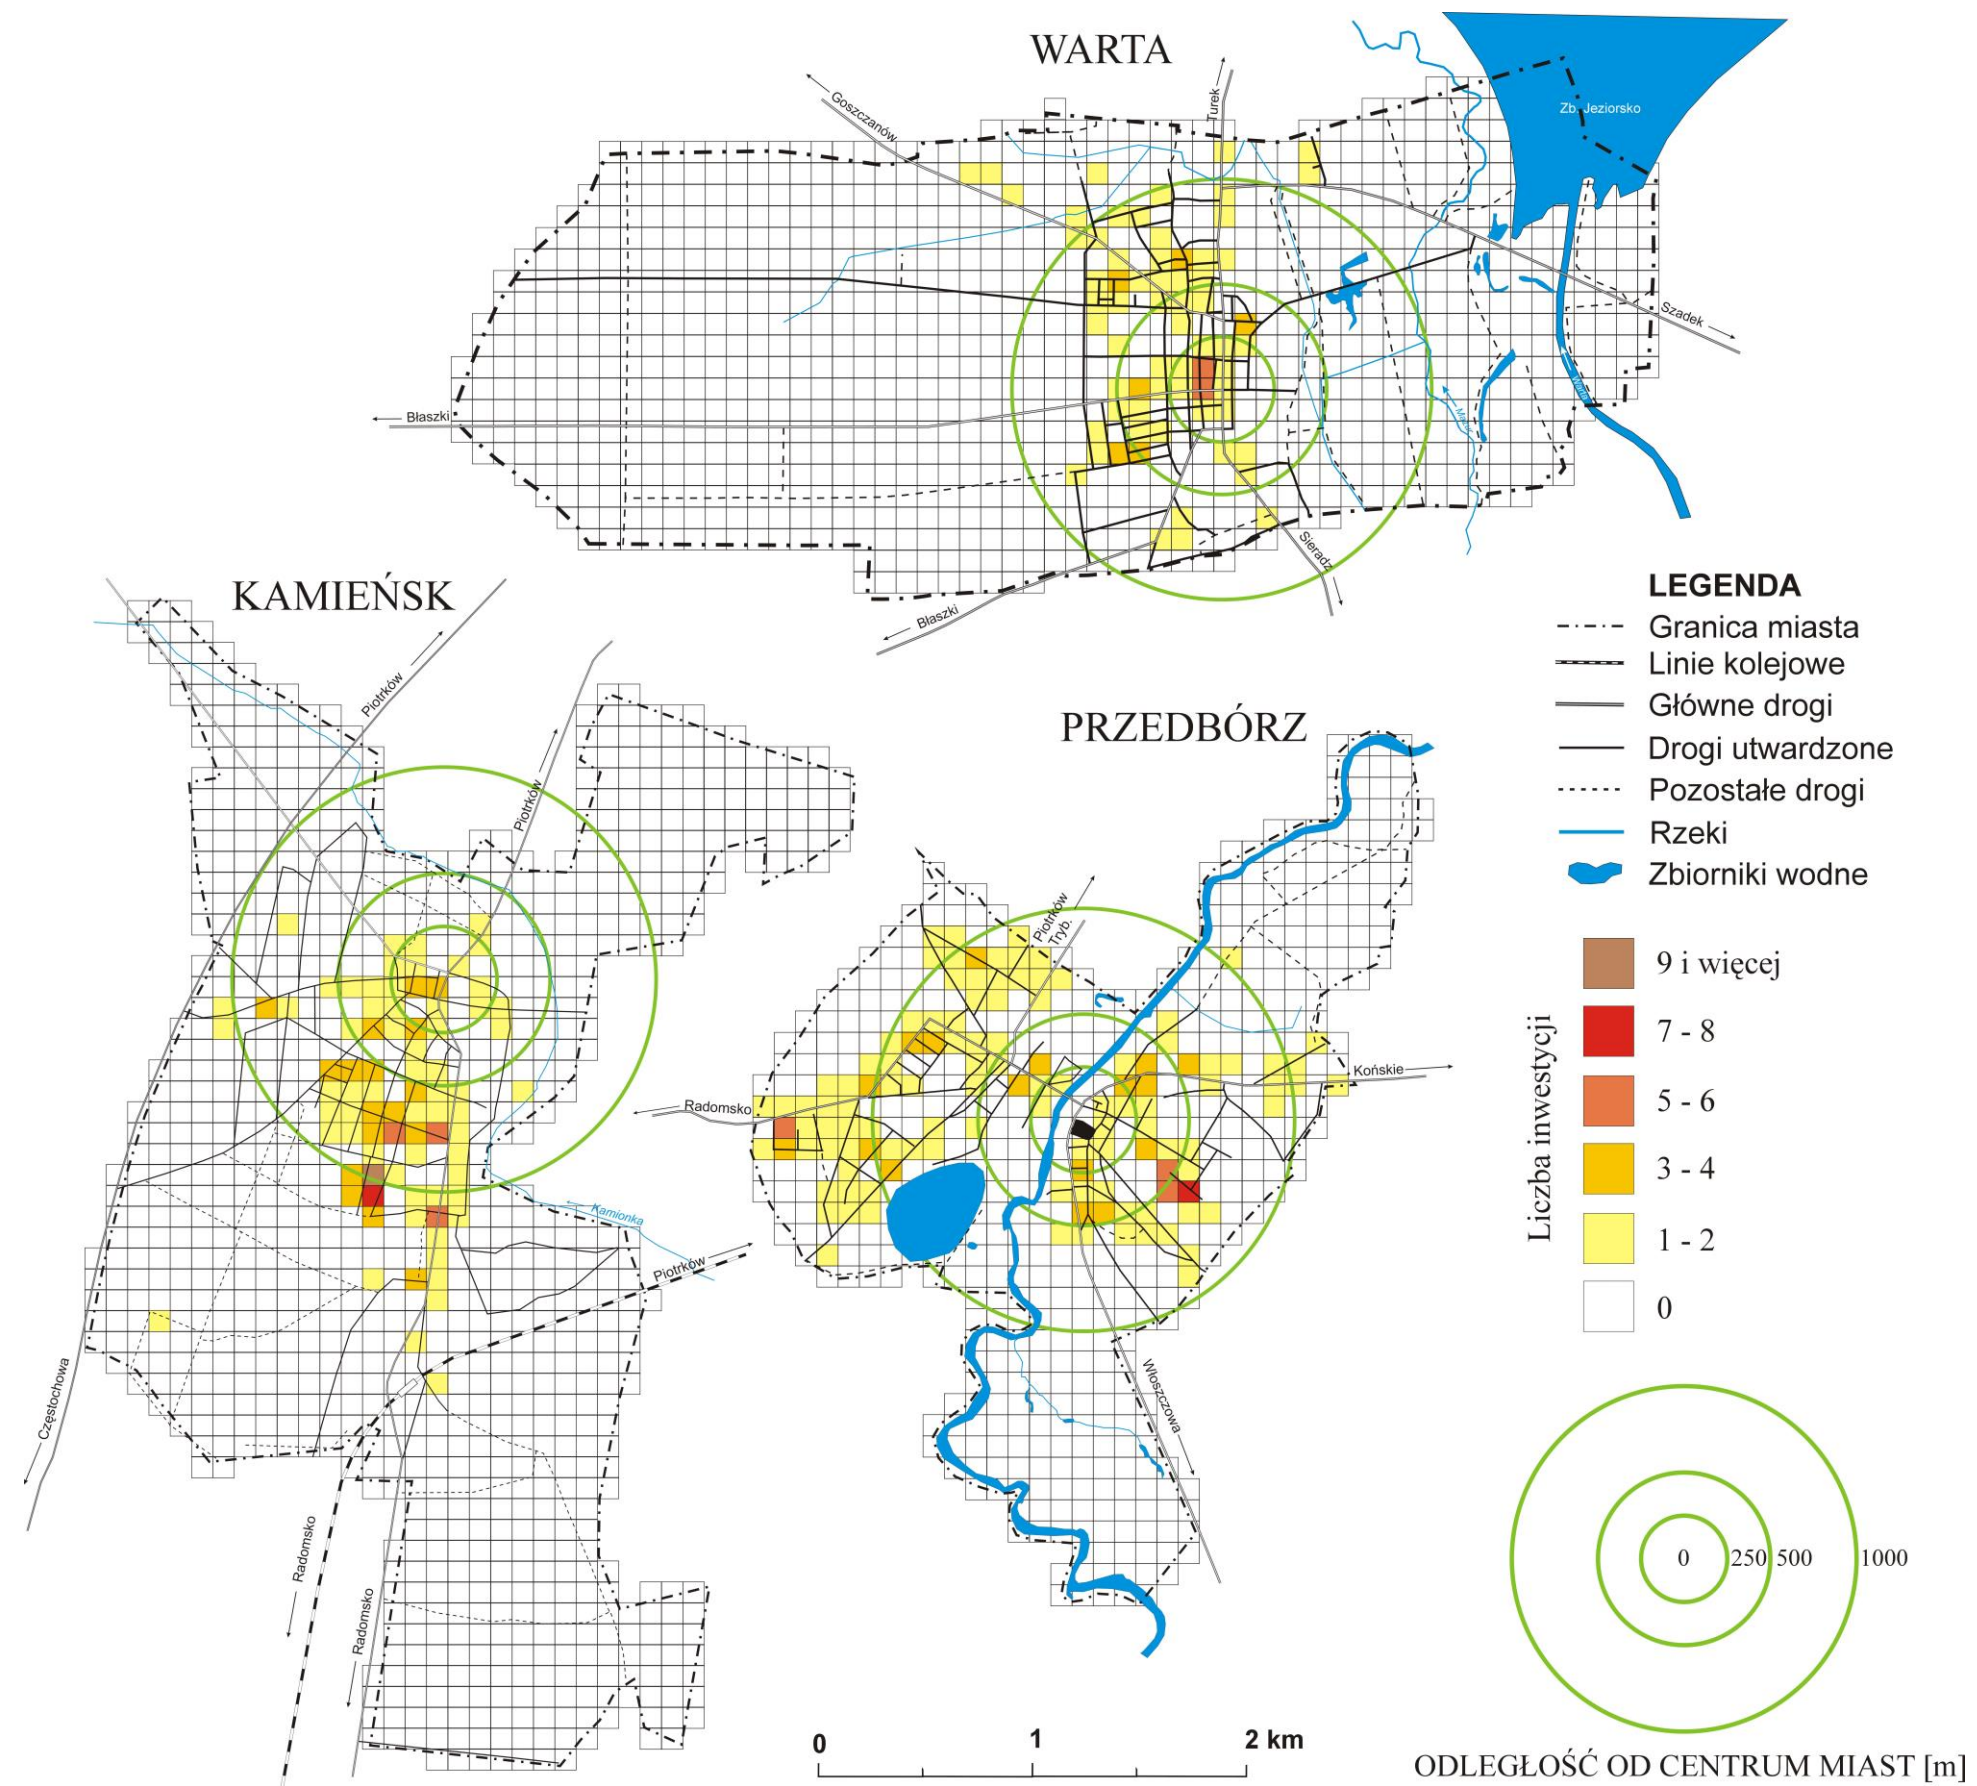 WARTA
Goszczanów
Turek
Zb. Jeziorsko
Szadek
Błaszki
Warta
Sieradz
Błaszki
KAMIEŃSK
Piotrków
Piotrków
Kamionka
Piotrków
Częstochowa
Radomsko
Radomsko
PRZEDBÓRZ
Piotrków
Tryb.
Radomsko
Końskie
Włoszczowa
LEGENDA
Granica miasta
Linie kolejowe
Główne drogi
Drogi utwardzone
Pozostałe drogi
Rzeki
Zbiorniki wodne
Liczba inwestycji
9 i więcej
7 - 8
5 - 6
3 - 4
1 - 2
0
0 250 500 1000
ODLEGŁOŚĆ OD CENTRUM MIAST [m]
0 1 2 km